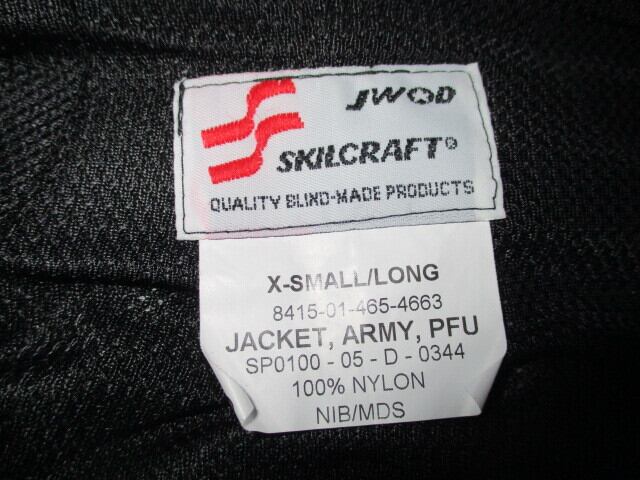 JWOD
SKILCRAFT®
QUALITY BLIND-MADE PRODUCTS
X-SMALL/LONG
8415-01-465-4663
JACKET, ARMY, PFU
SP0100 - 05 - D - 0344
100% NYLON
NIB/MDS